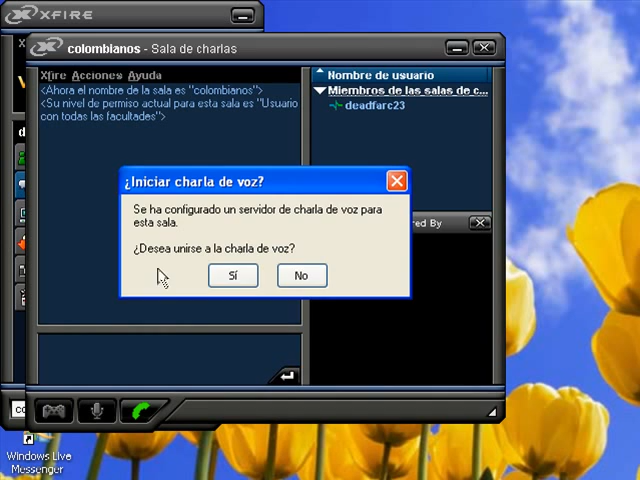 XFIRE
colombianos - Sala de charlas
Xfire Acciones Ayuda
<Ahora el nombre de la sala es "colombianos">
<Su nivel de permiso actual para esta sala es "Usuario
con todas las facultades">
Nombre de usuario
Miembros de las salas de c...
deadfarc23
¿Iniciar charla de voz?
Se ha configurado un servidor de charla de voz para
esta sala.
¿Desea unirse a la charla de voz?
Sí
No
By
Windows Live
Messenger